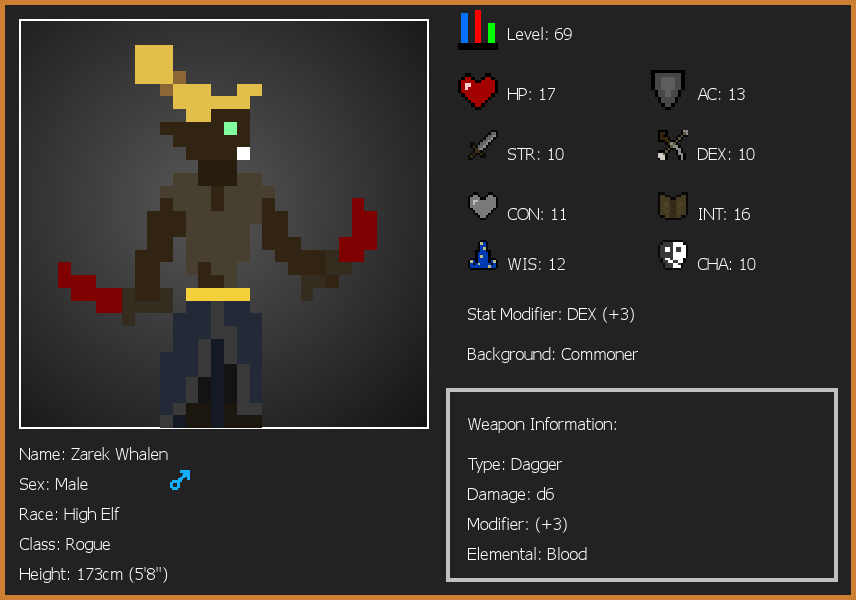 Level: 69
HP: 17
AC: 13
STR: 10
DEX: 10
CON: 11
INT: 16
WIS: 12
CHA: 10
Stat Modifier: DEX (+3)
Background: Commoner
Weapon Information:
Type: Dagger
Damage: d6
Modifier: (+3)
Elemental: Blood
Name: Zarek Whalen
Sex: Male
Race: High Elf
Class: Rogue
Height: 173cm (5'8")